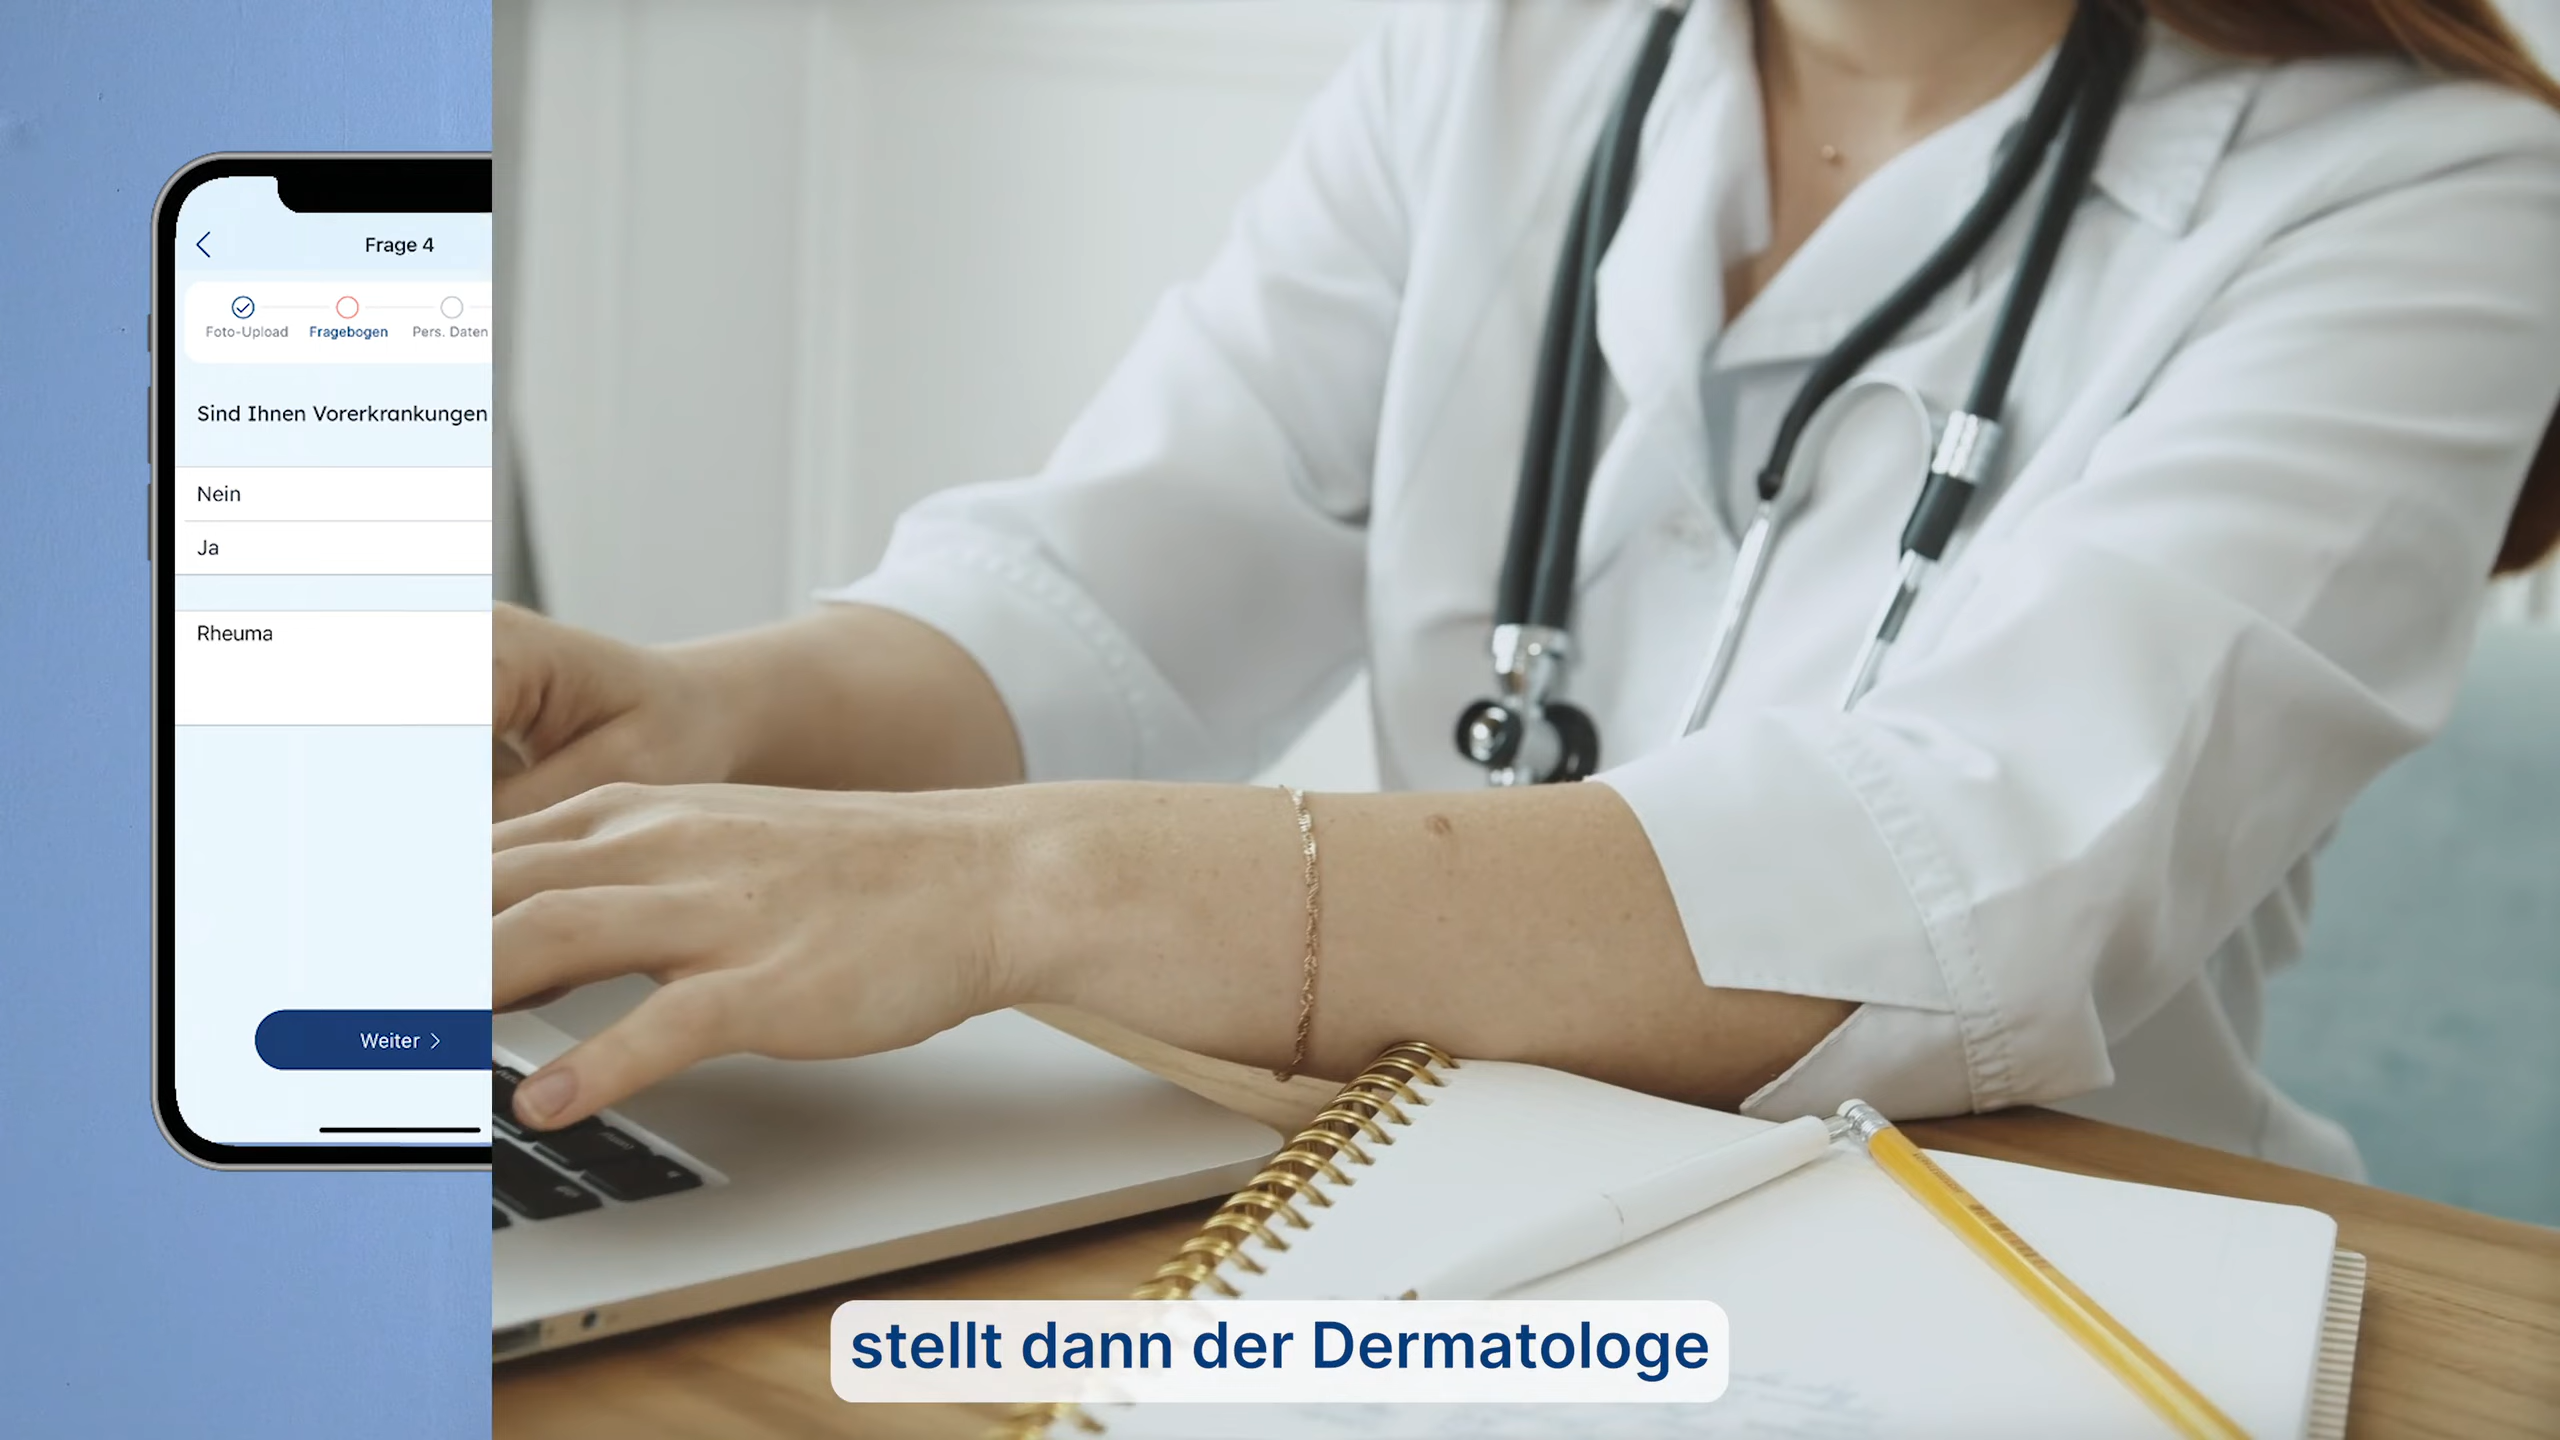 Frage 4
Foto-Upload Fragebogen Pers. Daten
Sind Ihnen Vorerkrankungen
Nein
Ja
Rheuma
Weiter
stellt dann der Dermatologe